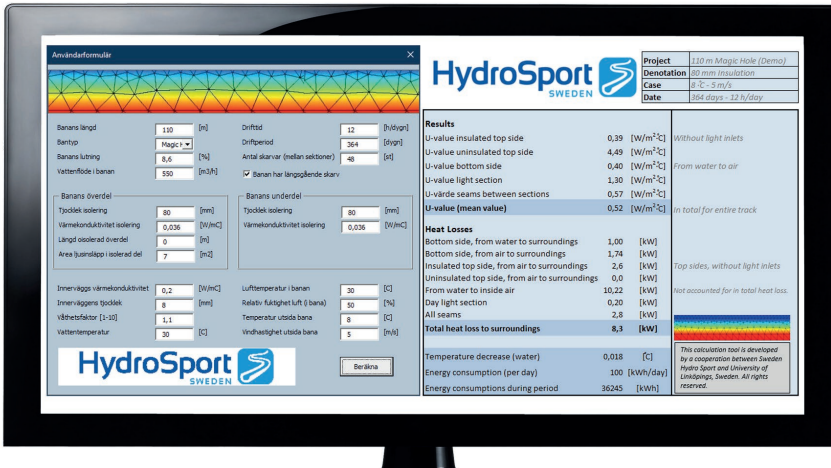 Användarformulär
Banans längd 110 [m] Drifttid 12 [h/dygn]
Bantyp Magic H Driftperiod 364 [dygn]
Banans lutning 8,6 [%] Antal skarvar (mellan sektioner) 48 [st]
Vattenflöde i banan 550 [m3/h] Banan har längsgående skarv
Banans överdel Banans underdel
Tjocklek isolering 80 [mm] Tjocklek isolering 80 [mm]
Värmekonduktivitet isolering 0,036 [W/mC] Värmekonduktivitet isolering 0,036 [W/mC]
Längd oisolerad överdel 0 [m]
Area ljusinsläpp i isolerad del 7 [m2]
Innerväggs värmekonduktivitet 0,2 [W/mC] Lufttemperatur i banan 30 [C]
Innerväggens tjocklek 8 [mm] Relativ fuktighet luft (i bana) 50 [%]
Våthetsfaktor [1-10] 1,1 Temperatur utsida bana 8 [C]
Vattentemperatur 30 [C] Vindhastighet utsida bana 5 [m/s]
HydroSport
SWEDEN
Beräkna
HydroSport
SWEDEN
Project 110 m Magic Hole (Demo)
Denotation 80 mm Insulation
Case 8 °C - 5 m/s
Date 364 days - 12 h/day
Results
U-value insulated top side 0,39 [W/m²·°C] Without light inlets
U-value uninsulated top side 4,49 [W/m²·°C]
U-value bottom side 0,40 [W/m²·°C] From water to air
U-value light section 1,30 [W/m²·°C]
U-värde seams between sections 0,57 [W/m²·°C]
U-value (mean value) 0,52 [W/m²·°C] In total for entire track
Heat Losses
Bottom side, from water to surroundings 1,00 [kW]
Bottom side, from air to surroundings 1,74 [kW]
Insulated top side, from air to surroundings 2,6 [kW] Top sides, without light inlets
Uninsulated top side, from air to surroundings 0,0 [kW]
From water to inside air 10,22 [kW] Not accounted for in total heat loss.
Day light section 0,20 [kW]
All seams 2,8 [kW]
Total heat loss to surroundings 8,3 [kW]
Temperature decrease (water) 0,018 [°C]
Energy consumption (per day) 100 [kWh/day]
Energy consumptions during period 36245 [kWh]
This calculation tool is developed
by a cooperation between Sweden
Hydro Sport and University of
Linköpings, Sweden. All rights
reserved.